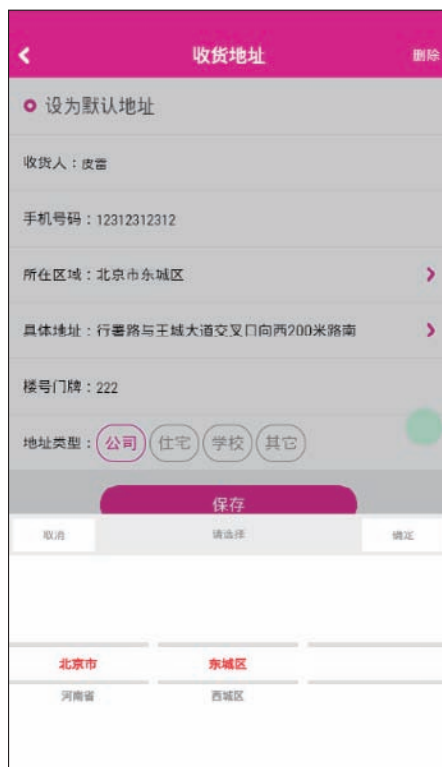 收货地址 删除
设为默认地址
收货人：皮雷
手机号码：12312312312
所在区域：北京市东城区
具体地址：行署路与王城大道交叉口向西200米路南
楼号门牌：222
地址类型： 公司 住宅 学校 其它
保存
取消 请选择 确定
北京市 东城区
河南省 西城区